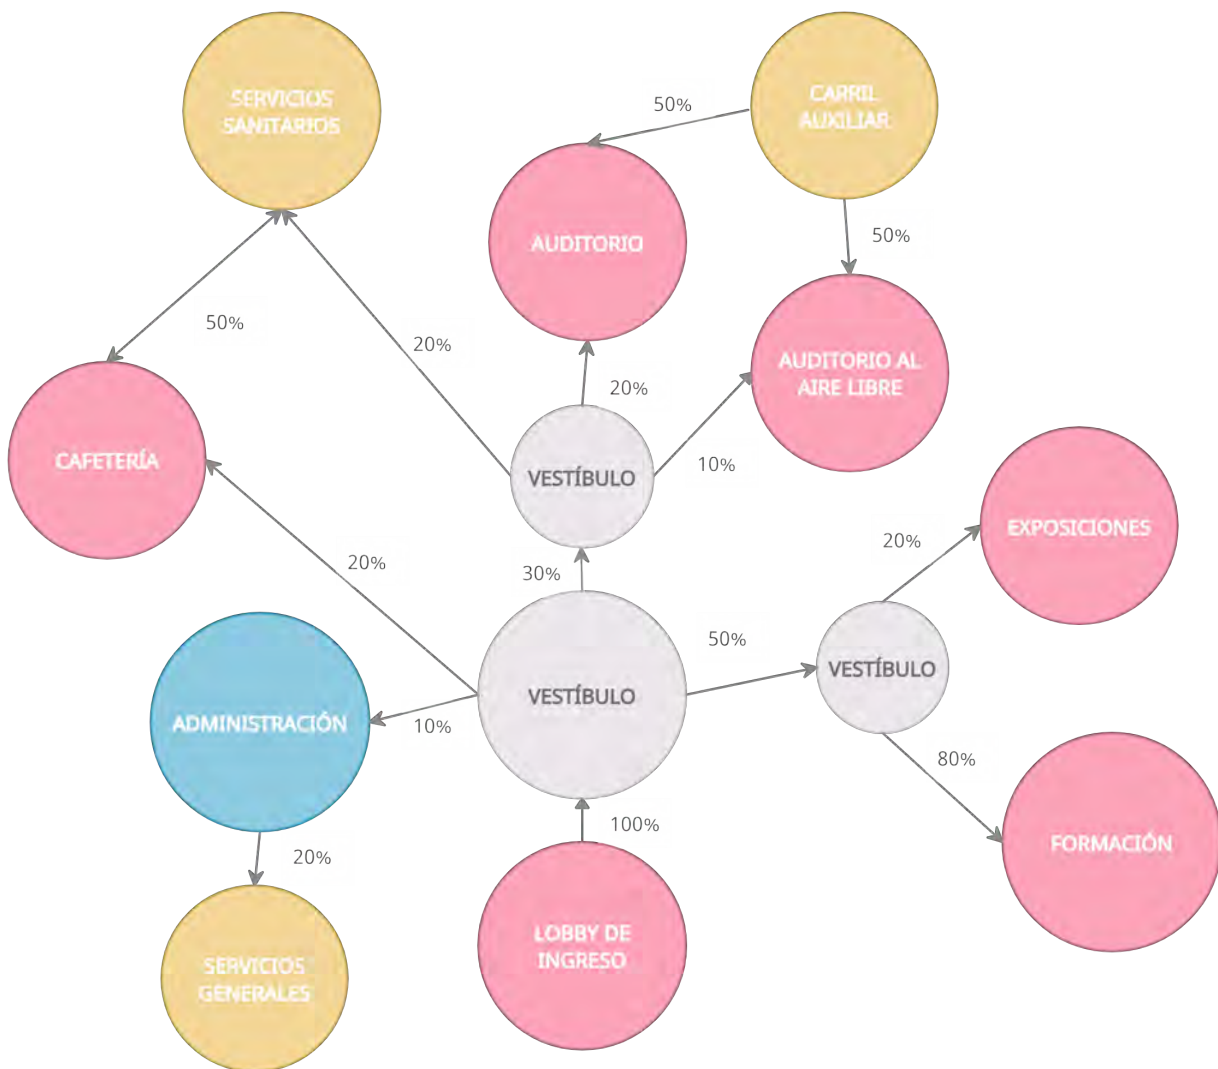 SERVICIOS
SANITARIOS
CARRIL
AUXILIAR
50%
AUDITORIO
50%
50%
20%
20%
AUDITORIO AL
AIRE LIBRE
CAFETERÍA
VESTÍBULO
10%
EXPOSICIONES
20%
30%
20%
50%
VESTÍBULO
VESTÍBULO
ADMINISTRACIÓN
10%
80%
100%
FORMACIÓN
20%
LOBBY DE
INGRESO
SERVICIOS
GENERALES